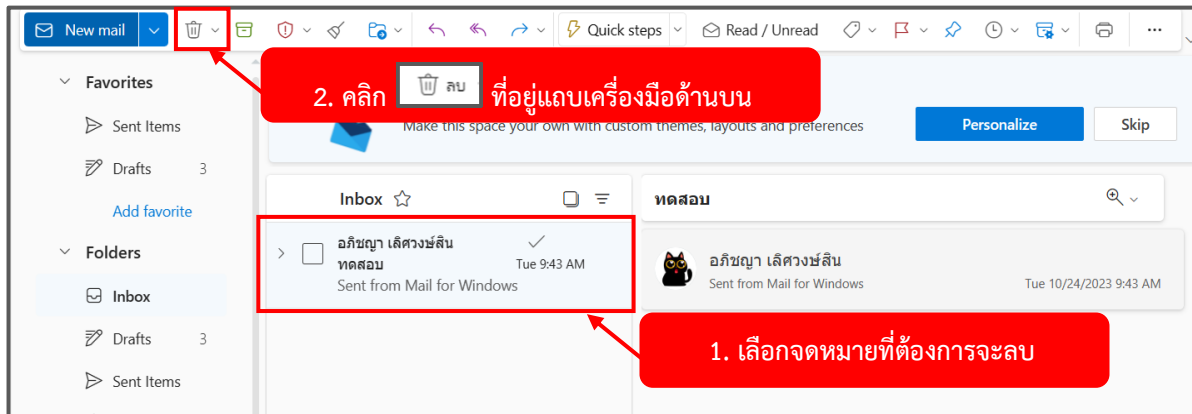 New mail
Quick steps
Read / Unread
Favorites
Sent Items
Drafts 3
Add favorite
Folders
Inbox
Drafts 3
Sent Items
2. คลิก ลบ ที่อยู่แถบเครื่องมือด้านบน
Make this space your own with custom themes, layouts and preferences
Personalize
Skip
Inbox
อภิชญา เลิศวงษ์สิน
ทดสอบ
Tue 9:43 AM
Sent from Mail for Windows
ทดสอบ
อภิชญา เลิศวงษ์สิน
Sent from Mail for Windows
Tue 10/24/2023 9:43 AM
1. เลือกจดหมายที่ต้องการจะลบ